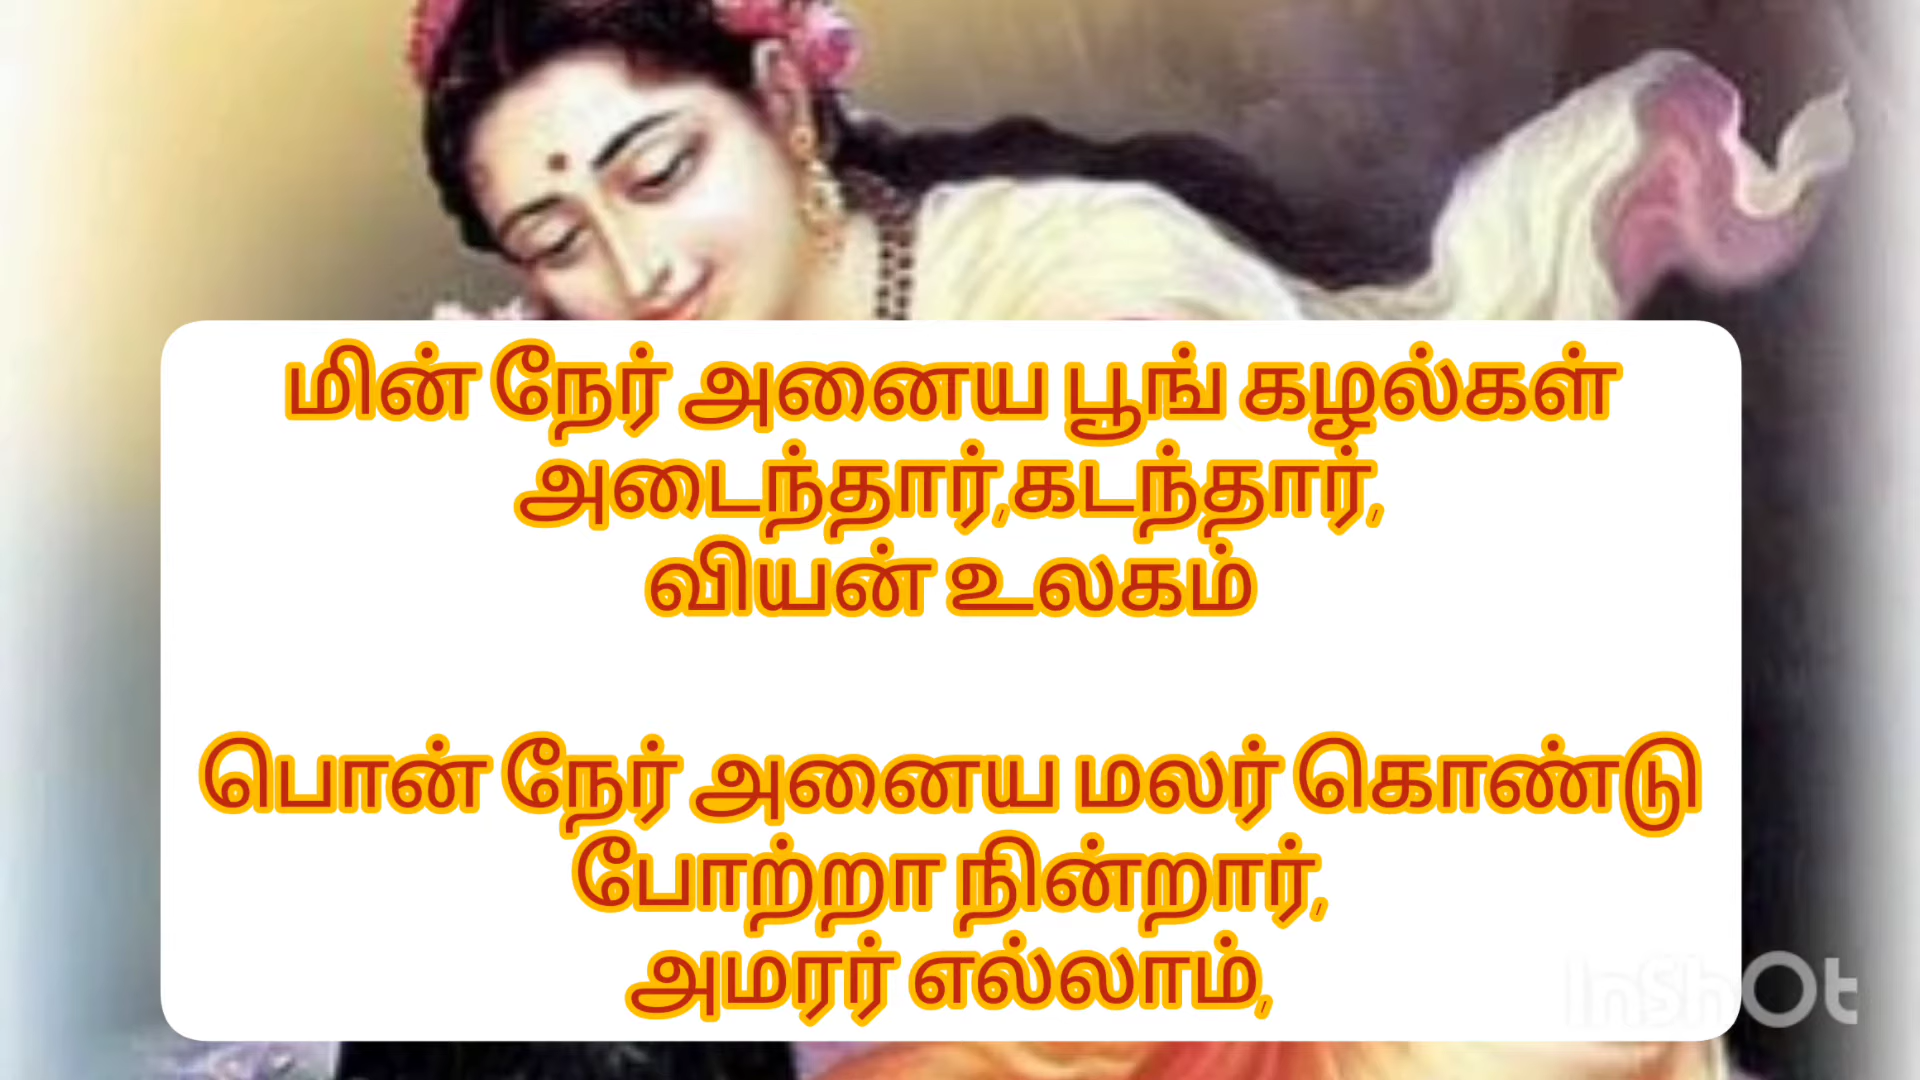 மின் நேர் அனைய பூங் கழல்கள்
அடைந்தார்,கடந்தார்,
வியன் உலகம்
பொன் நேர் அனைய மலர் கொண்டு
போற்றா நின்றார்,
அமரர் எல்லாம்,
InShOt